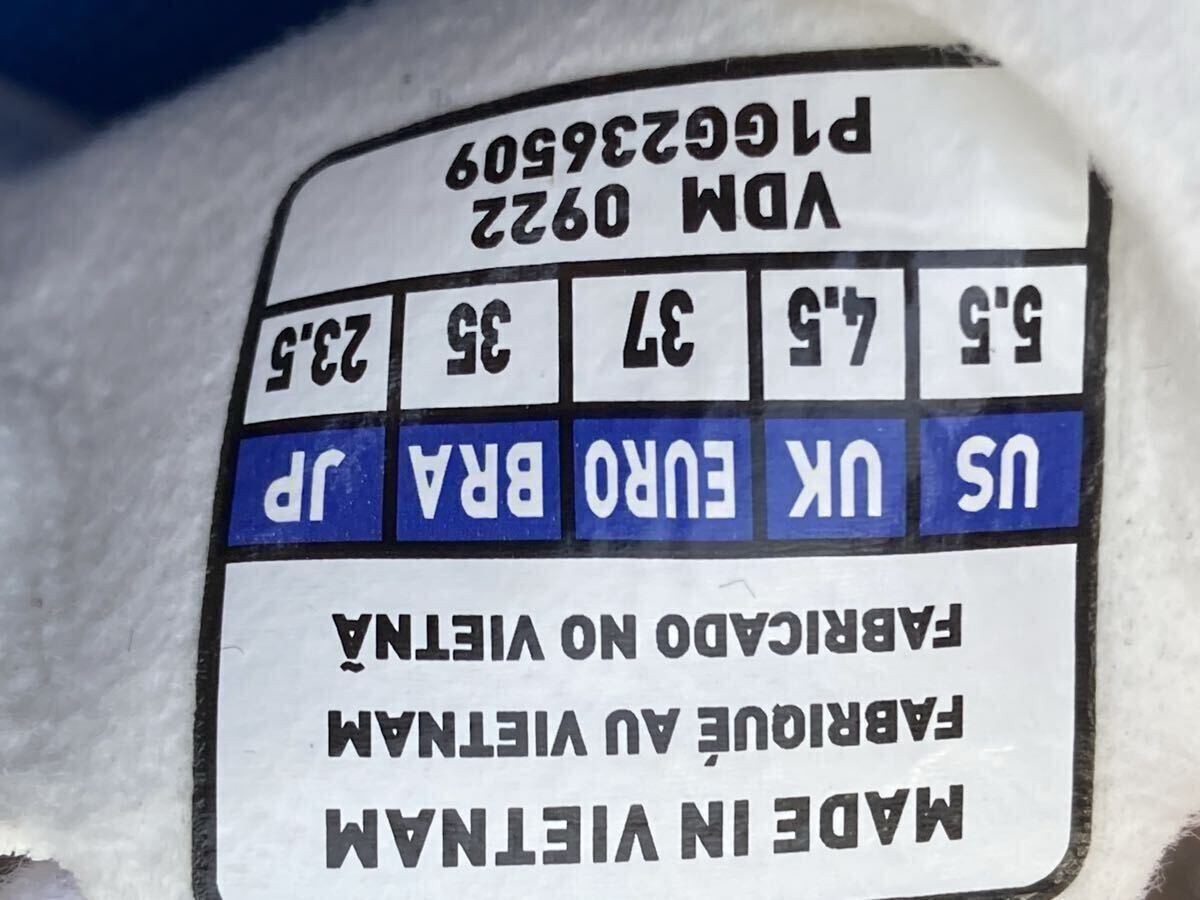 MADE IN VIETNAM
FABRIQUÉ AU VIETNAM
FABRICADO NO VIETNÃ
US UK EURO BRA JP
5.5 4.5 37 35 23.5
VDM 0922
P1GG236509